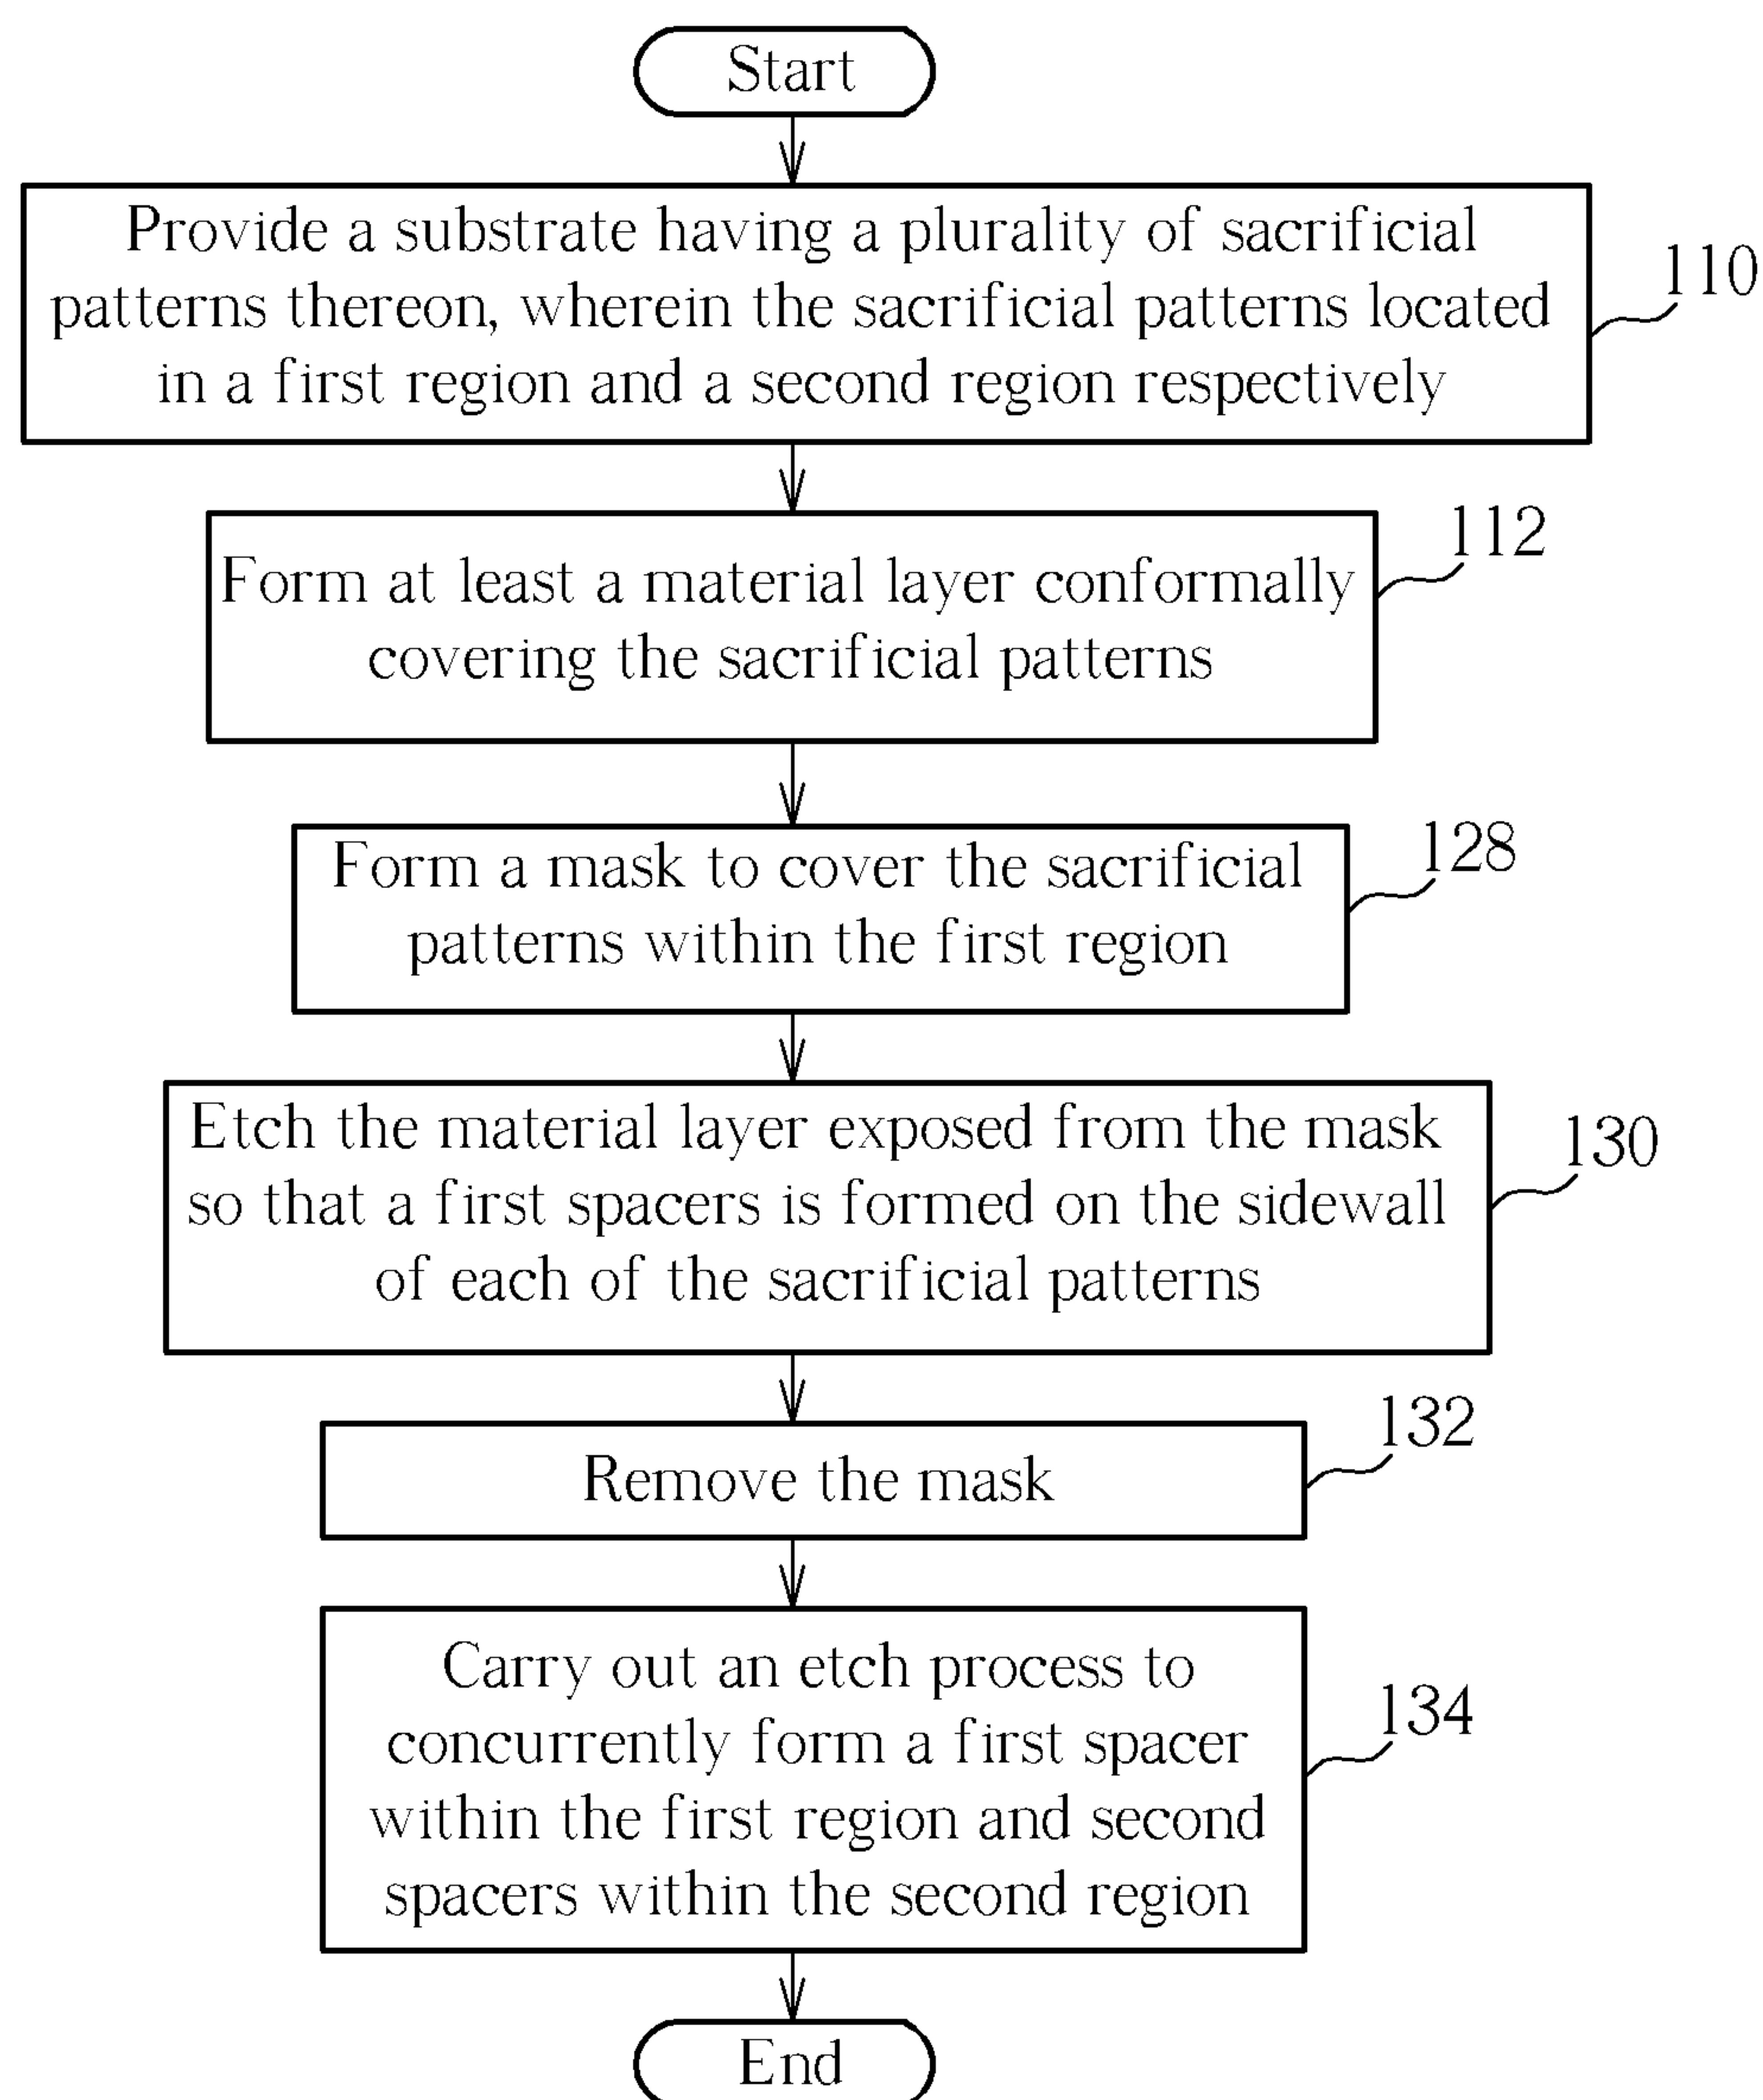 Start
Provide a substrate having a plurality of sacrificial
patterns thereon, wherein the sacrificial patterns located
in a first region and a second region respectively
110
Form at least a material layer conformally
covering the sacrificial patterns
112
Form a mask to cover the sacrificial
patterns within the first region
128
Etch the material layer exposed from the mask
so that a first spacers is formed on the sidewall
of each of the sacrificial patterns
130
Remove the mask
132
Carry out an etch process to
concurrently form a first spacer
within the first region and second
spacers within the second region
134
End